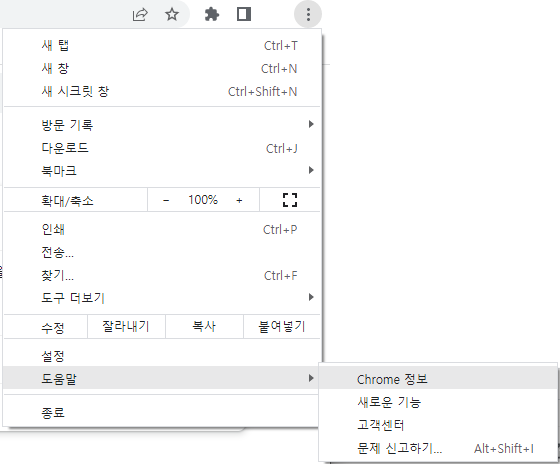 새 탭 Ctrl+T
새 창 Ctrl+N
새 시크릿 창 Ctrl+Shift+N
방문 기록
다운로드 Ctrl+J
북마크
확대/축소 − 100% +
인쇄 Ctrl+P
전송...
찾기... Ctrl+F
도구 더보기
수정 잘라내기 복사 붙여넣기
설정
도움말
종료
Chrome 정보
새로운 기능
고객센터
문제 신고하기... Alt+Shift+I